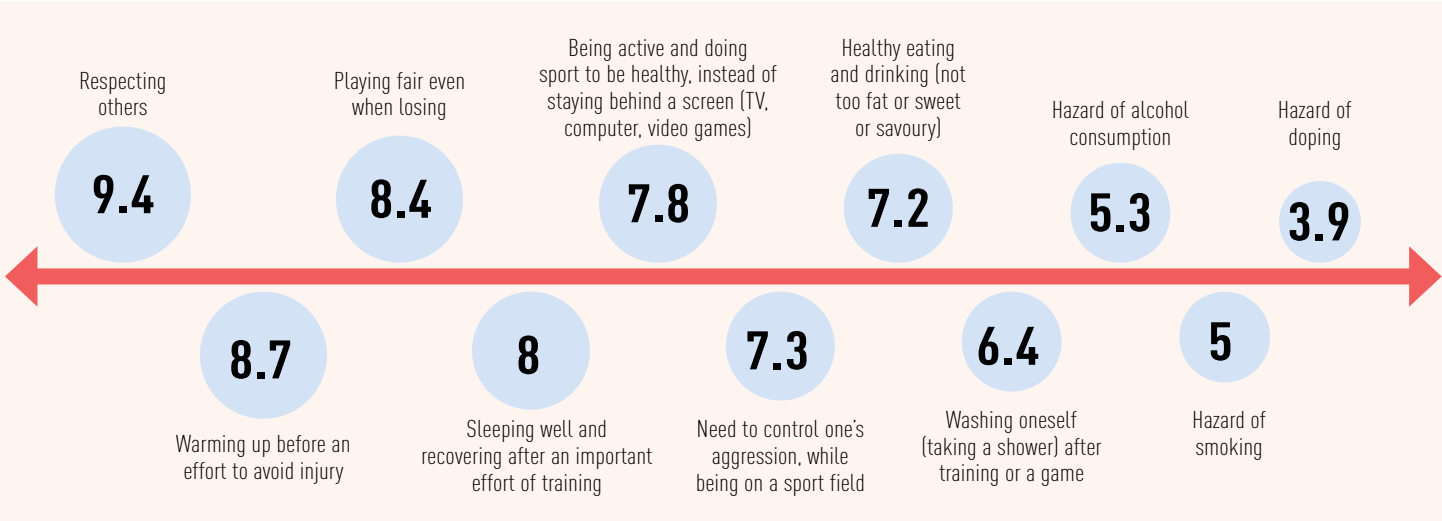 Respecting
others
9.4
Playing fair even
when losing
8.4
Being active and doing
sport to be healthy, instead of
staying behind a screen (TV,
computer, video games)
7.8
Healthy eating
and drinking (not
too fat or sweet
or savoury)
7.2
Hazard of alcohol
consumption
5.3
Hazard of
doping
3.9
8.7
Warming up before an
effort to avoid injury
8
Sleeping well and
recovering after an important
effort of training
7.3
Need to control one's
aggression, while
being on a sport field
6.4
Washing oneself
(taking a shower) after
training or a game
5
Hazard of
smoking